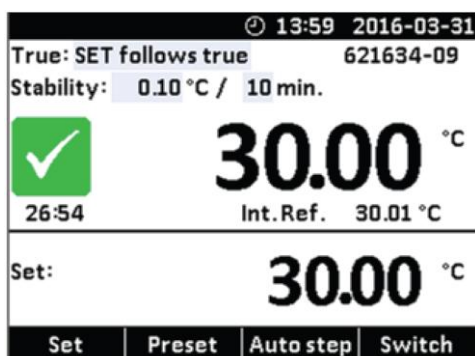 13:59 2016-03-31
True: SET follows true 621634-09
Stability: 0.10 °C / 10 min.
30.00 °C
26:54 Int.Ref. 30.01 °C
Set: 30.00 °C
Set Preset Auto step Switch